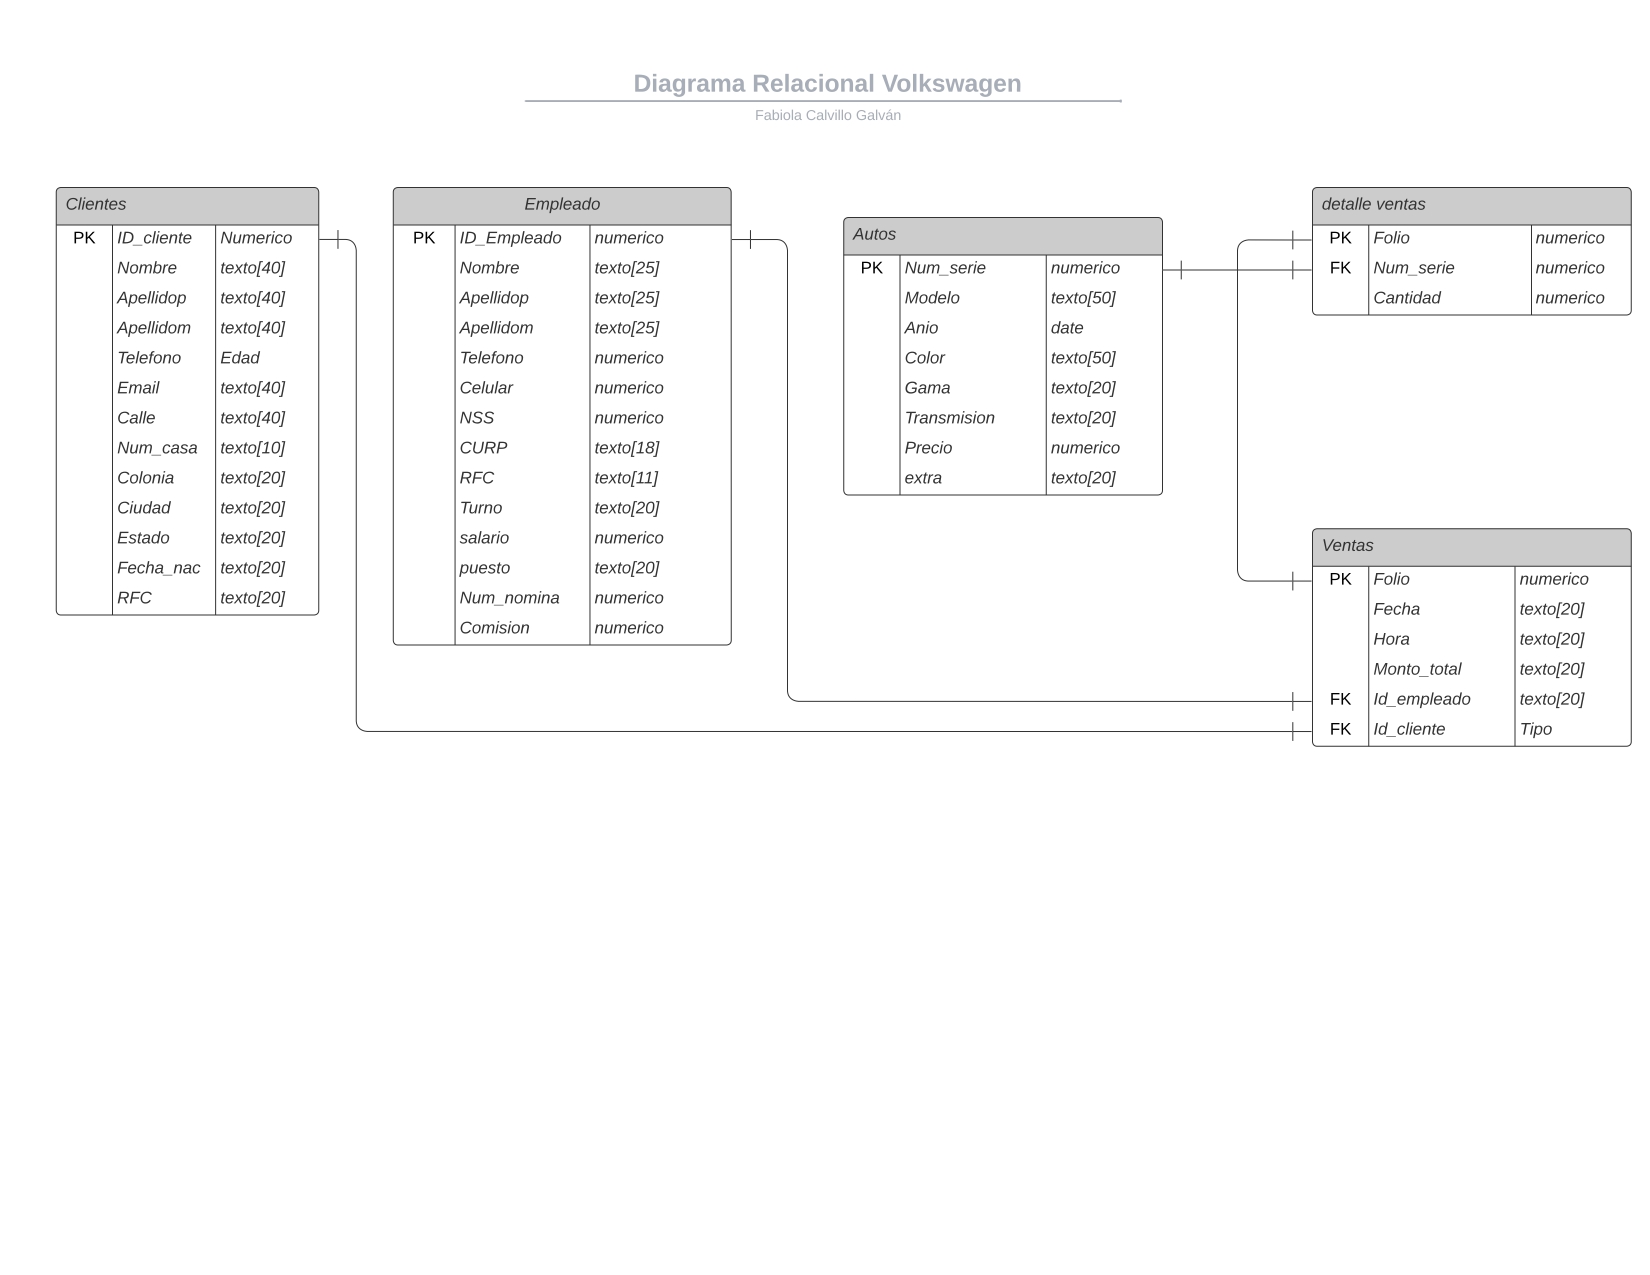 Diagrama Relacional Volkswagen
Fabiola Calvillo Galván
Clientes
PK ID_cliente Numerico
Nombre texto[40]
Apellidop texto[40]
Apellidom texto[40]
Telefono Edad
Email texto[40]
Calle texto[40]
Num_casa texto[10]
Colonia texto[20]
Ciudad texto[20]
Estado texto[20]
Fecha_nac texto[20]
RFC texto[20]
Empleado
PK ID_Empleado numerico
Nombre texto[25]
Apellidop texto[25]
Apellidom texto[25]
Telefono numerico
Celular numerico
NSS numerico
CURP texto[18]
RFC texto[11]
Turno texto[20]
salario numerico
puesto texto[20]
Num_nomina numerico
Comision numerico
Autos
PK Num_serie numerico
Modelo texto[50]
Anio date
Color texto[50]
Gama texto[20]
Transmision texto[20]
Precio numerico
extra texto[20]
detalle ventas
PK Folio numerico
FK Num_serie numerico
Cantidad numerico
Ventas
PK Folio numerico
Fecha texto[20]
Hora texto[20]
Monto_total texto[20]
FK Id_empleado texto[20]
FK Id_cliente Tipo